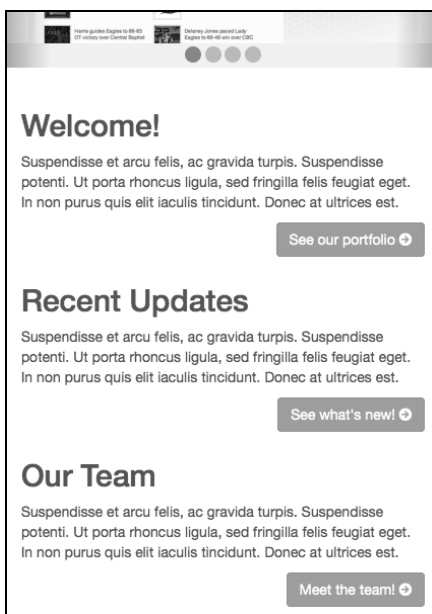 Harris guides Eagles to 88-83
OT victory over Central Baptist
Delaney Jones paced Lady
Eagles to 69-46 win over CBC
Welcome!
Suspendisse et arcu felis, ac gravida turpis. Suspendisse
potenti. Ut porta rhoncus ligula, sed fringilla felis feugiat eget.
In non purus quis elit iaculis tincidunt. Donec at ultrices est.
See our portfolio
Recent Updates
Suspendisse et arcu felis, ac gravida turpis. Suspendisse
potenti. Ut porta rhoncus ligula, sed fringilla felis feugiat eget.
In non purus quis elit iaculis tincidunt. Donec at ultrices est.
See what's new!
Our Team
Suspendisse et arcu felis, ac gravida turpis. Suspendisse
potenti. Ut porta rhoncus ligula, sed fringilla felis feugiat eget.
In non purus quis elit iaculis tincidunt. Donec at ultrices est.
Meet the team!